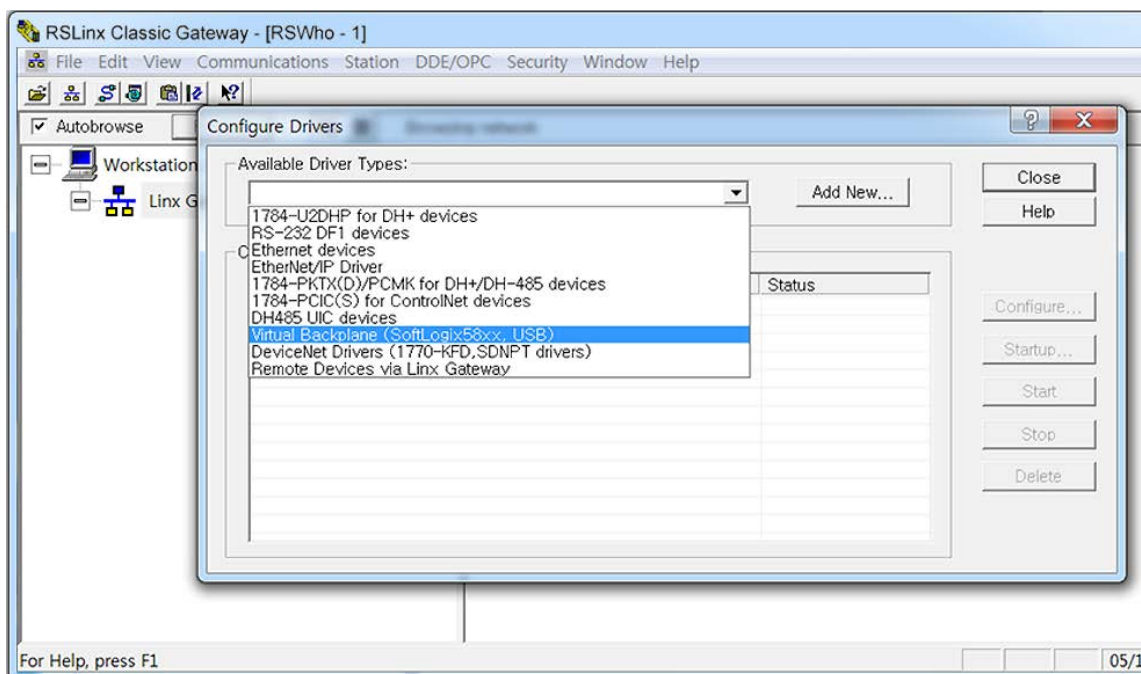 RSLinx Classic Gateway - [RSWho - 1]
File Edit View Communications Station DDE/OPC Security Window Help
Autobrowse
Configure Drivers
Workstation
Linx G
Available Driver Types:
Add New...
Close
Help
1784-U2DHP for DH+ devices
RS-232 DF1 devices
Ethernet devices
EtherNet/IP Driver
1784-PKTX(D)/PCMK for DH+/DH-485 devices
1784-PCIC(S) for ControlNet devices
DH485 UIC devices
Virtual Backplane (SoftLogix58xx, USB)
DeviceNet Drivers (1770-KFD,SDNPT drivers)
Remote Devices via Linx Gateway
C
Status
Configure...
Startup...
Start
Stop
Delete
For Help, press F1
05/1